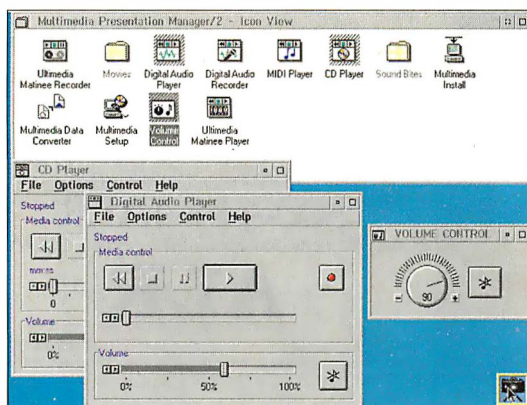 Multimedia Presentation Manager/2 - Icon View
Ultimedia Matinee Recorder
Movies
Digital Audio Player
Digital Audio Recorder
MIDI Player
CD Player
Sound Bites
Multimedia Install
Multimedia Data Converter
Multimedia Setup
Volume Control
Ultimedia Matinee Player
CD Player
File Options Control Help
Stopped
Media control
mm:ss
0
Volume
0%
Digital Audio Player
File Options Control Help
Stopped
Media control
Volume
0% 50% 100%
VOLUME CONTROL
90
- +